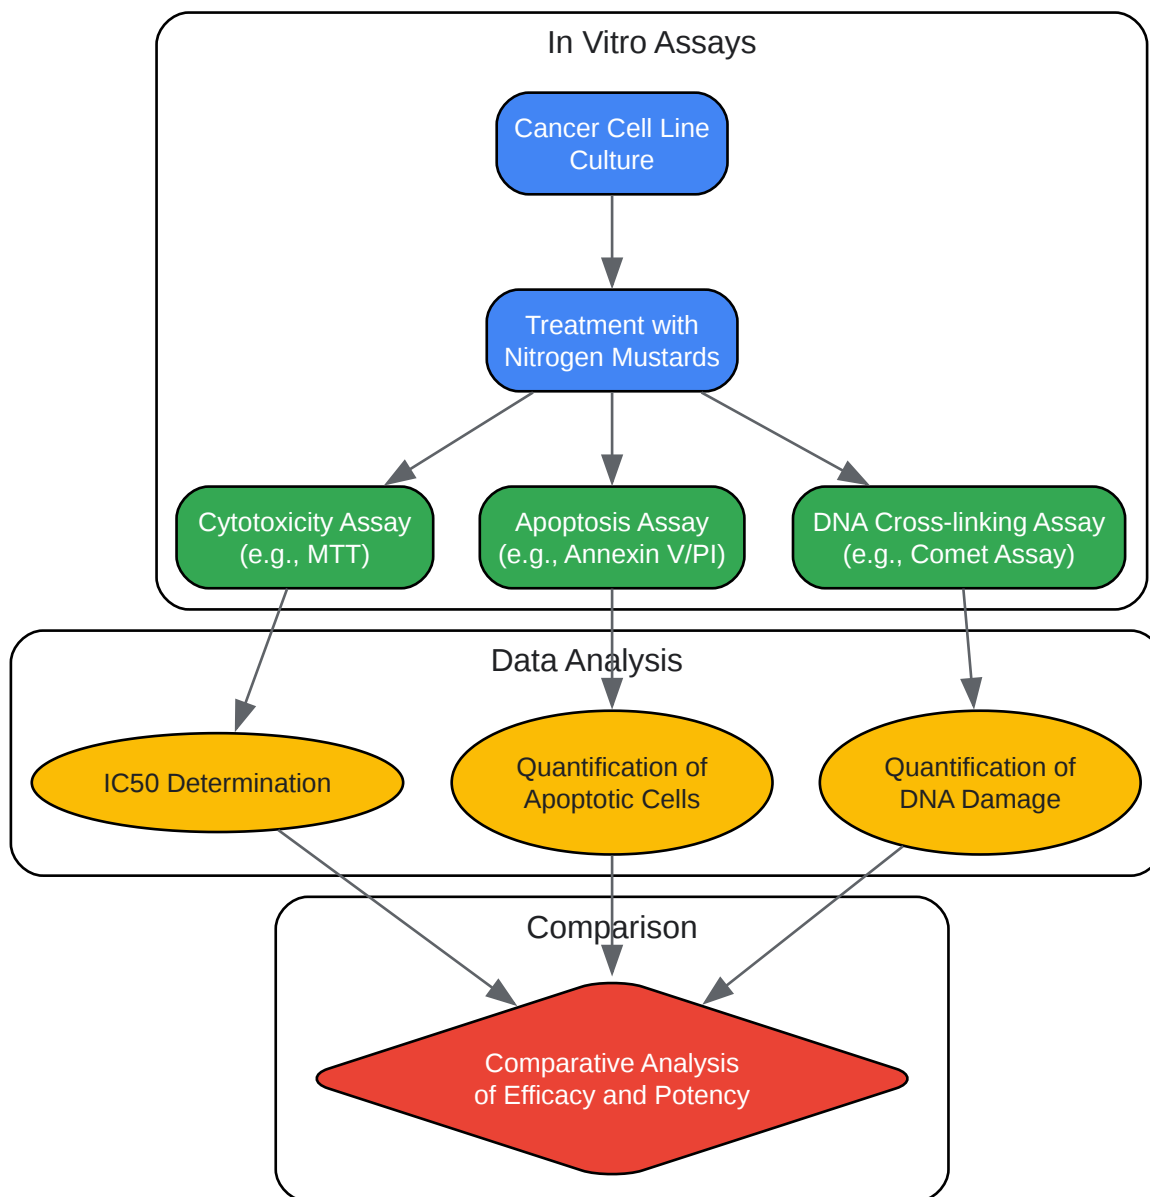 In Vitro Assays
Cancer Cell Line
Culture
Treatment with
Nitrogen Mustards
Cytotoxicity Assay
(e.g., MTT)
Apoptosis Assay
(e.g., Annexin V/PI)
DNA Cross-linking Assay
(e.g., Comet Assay)
Data Analysis
IC50 Determination
Quantification of
Apoptotic Cells
Quantification of
DNA Damage
Comparison
Comparative Analysis
of Efficacy and Potency